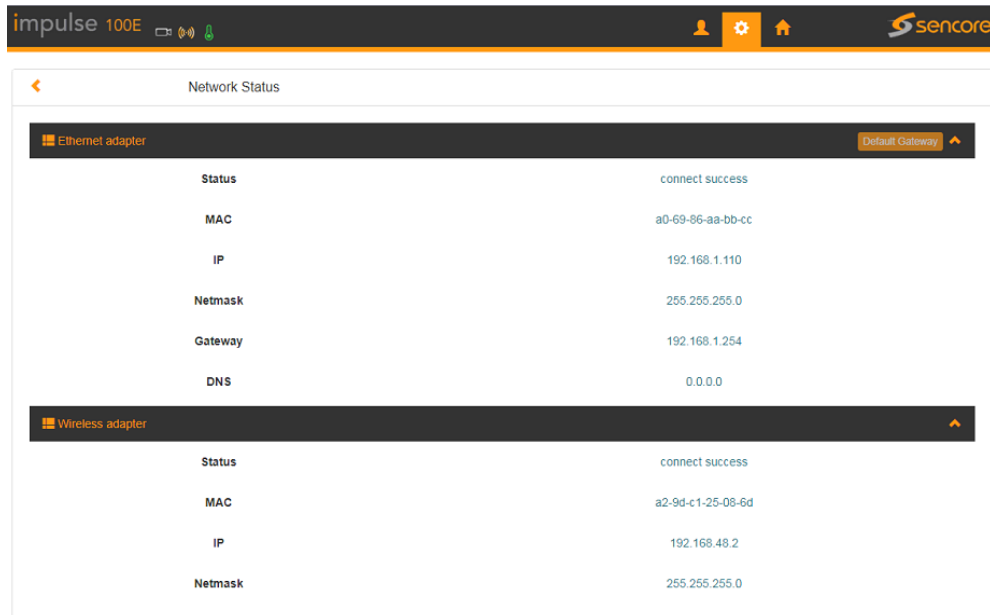 impulse 100E
sencore
Network Status
Ethernet adapter Default Gateway
Status connect success
MAC a0-69-86-aa-bb-cc
IP 192.168.1.110
Netmask 255.255.255.0
Gateway 192.168.1.254
DNS 0.0.0.0
Wireless adapter
Status connect success
MAC a2-9d-c1-25-08-6d
IP 192.168.48.2
Netmask 255.255.255.0